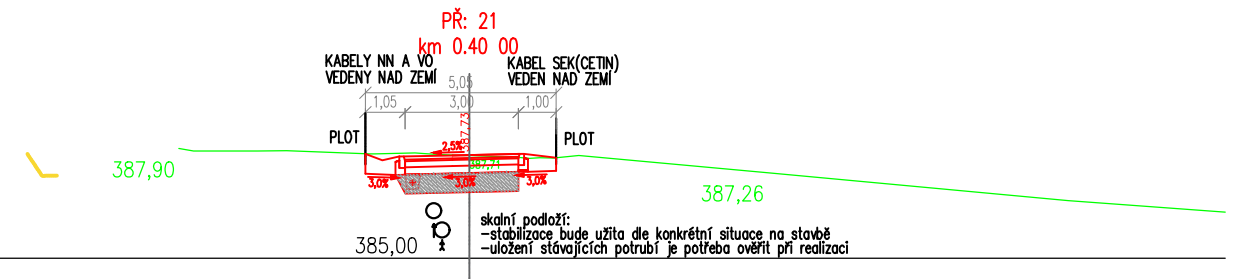 PŘ: 21
km 0.40 00
KABELY NN A VO
VEDENY NAD ZEMÍ
KABEL SEK(CETIN)
VEDEN NAD ZEMÍ
5,05
1,05
3,00
1,00
387,73
PLOT
PLOT
2,5%
387,71
387,90
3,0%
3,0%
3,0%
387,26
skalní podloží:
-stabilizace bude užita dle konkrétní situace na stavbě
-uložení stávajících potrubí je potřeba ověřit při realizaci
385,00